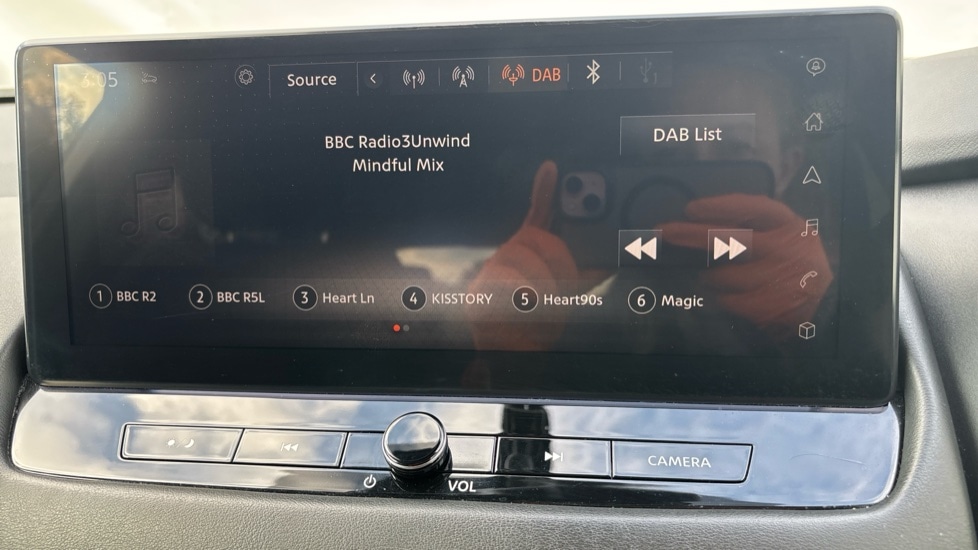 3:05
Source
DAB
BBC Radio3Unwind
Mindful Mix
DAB List
1 BBC R2
2 BBC R5L
3 Heart Ln
4 KISSTORY
5 Heart90s
6 Magic
CAMERA
VOL